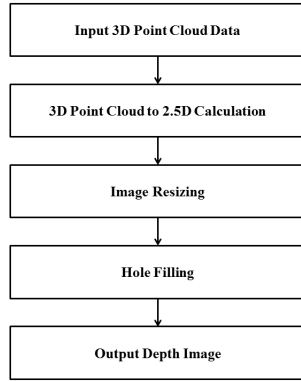 Input 3D Point Cloud Data
3D Point Cloud to 2.5D Calculation
Image Resizing
Hole Filling
Output Depth Image